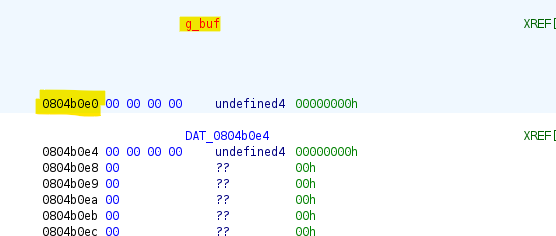 g_buf XREF[
0804b0e0 00 00 00 00 undefined4 00000000h
DAT_0804b0e4 XREF[
0804b0e4 00 00 00 00 undefined4 00000000h
0804b0e8 00 ?? 00h
0804b0e9 00 ?? 00h
0804b0ea 00 ?? 00h
0804b0eb 00 ?? 00h
0804b0ec 00 ?? 00h